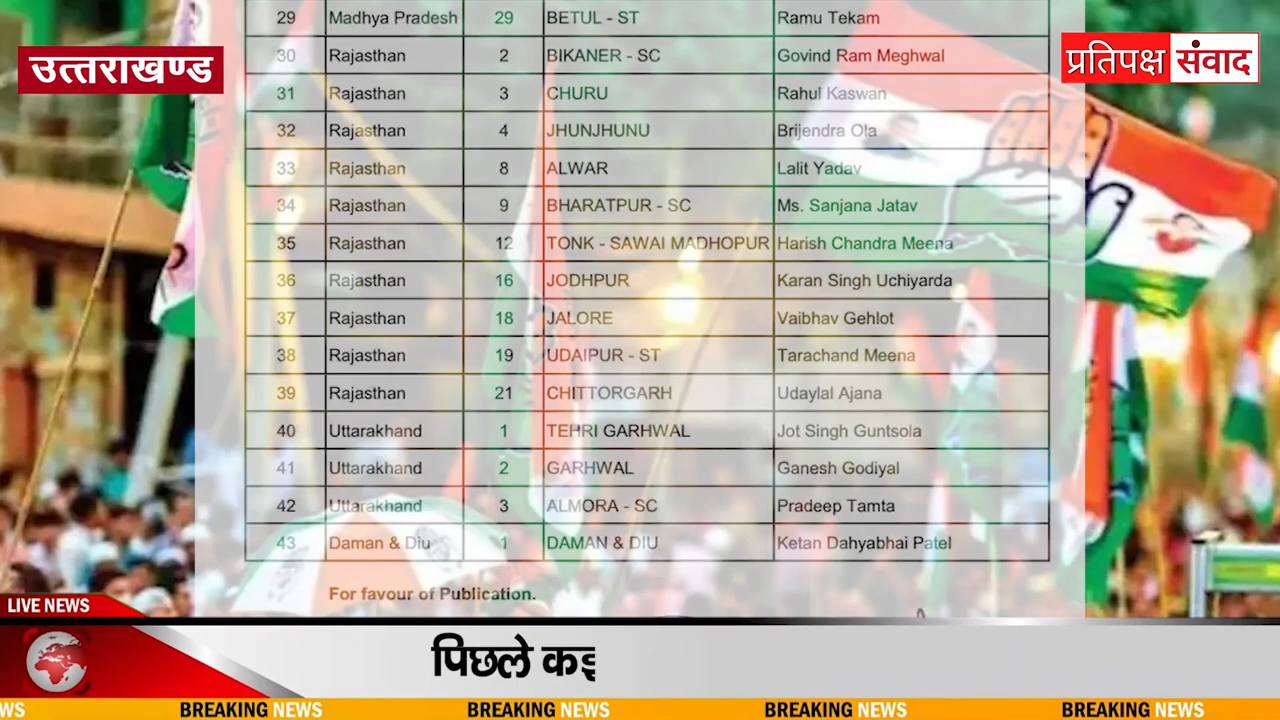 29 Madhya Pradesh 29 BETUL - ST Ramu Tekam
उत्तराखण्ड
प्रतिपक्ष संवाद
30 Rajasthan 2 BIKANER - SC Govind Ram Meghwal
31 Rajasthan 3 CHURU Rahul Kaswan
32 Rajasthan 4 JHUNJHUNU Brijendra Ola
33 Rajasthan 8 ALWAR Lalit Yadav
34 Rajasthan 9 BHARATPUR - SC Ms. Sanjana Jatav
35 Rajasthan 12 TONK - SAWAI MADHOPUR Harish Chandra Meena
36 Rajasthan 16 JODHPUR Karan Singh Uchiyarda
37 Rajasthan 18 JALORE Vaibhav Gehlot
38 Rajasthan 19 UDAIPUR - ST Tarachand Meena
39 Rajasthan 21 CHITTORGARH Udaylal Ajana
40 Uttarakhand 1 TEHRI GARHWAL Jot Singh Guntsola
41 Uttarakhand 2 GARHWAL Ganesh Godiyal
42 Uttarakhand 3 ALMORA - SC Pradeep Tamta
43 Daman & Diu 1 DAMAN & DIU Ketan Dahyabhai Patel
For favour of Publication.
LIVE NEWS
पिछले
WS BREAKING NEWS BREAKING NEWS BREAKING NEWS BREAKING NEWS